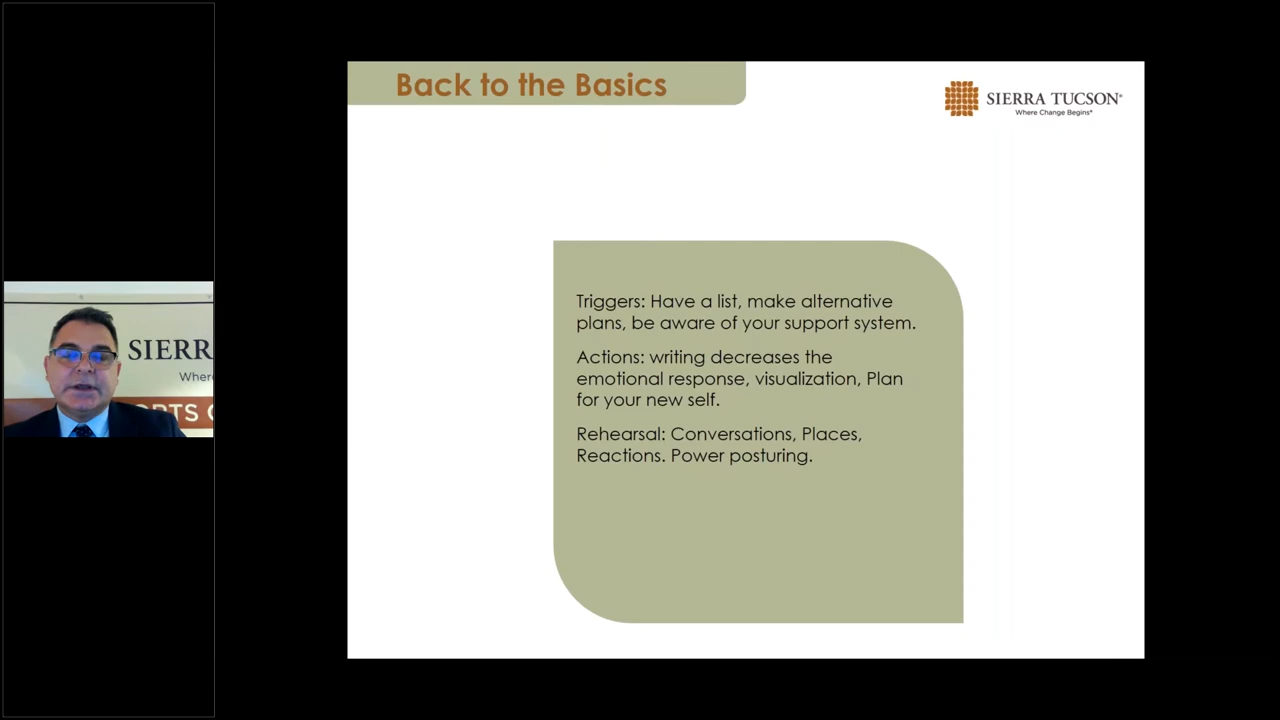 Back to the Basics
SIERRA TUCSON®
Where Change Begins®
Triggers: Have a list, make alternative
plans, be aware of your support system.
Actions: writing decreases the
emotional response, visualization, Plan
for your new self.
Rehearsal: Conversations, Places,
Reactions. Power posturing.
SIERR
Wher
ORTS